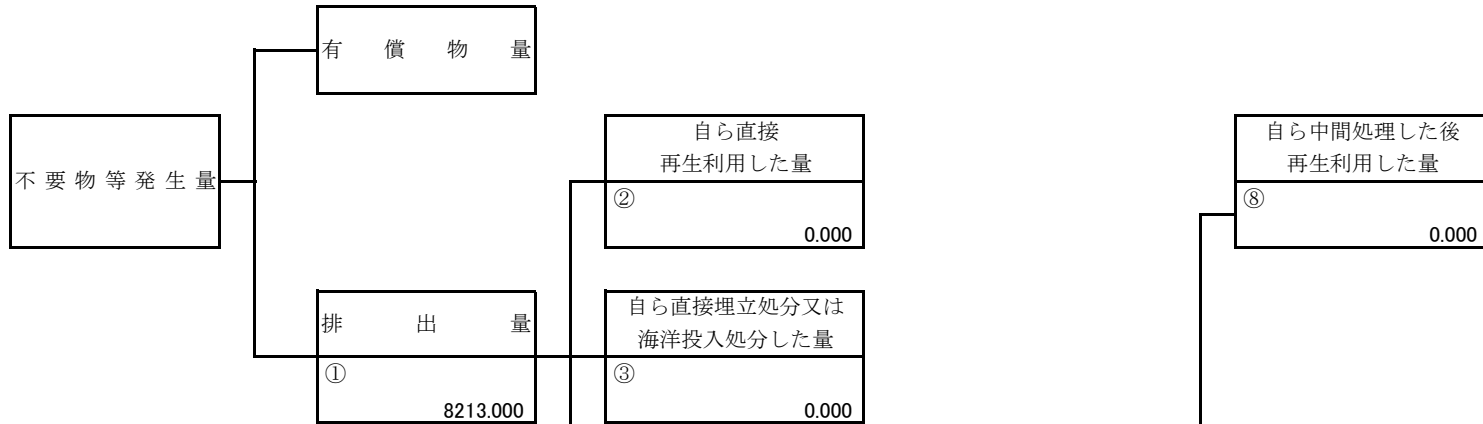 有償物量
不要物等発生量
自ら直接
再生利用した量
②
0.000
自ら中間処理した後
再生利用した量
⑧
0.000
排出量
①
8213.000
自ら直接埋立処分又は
海洋投入処分した量
③
0.000